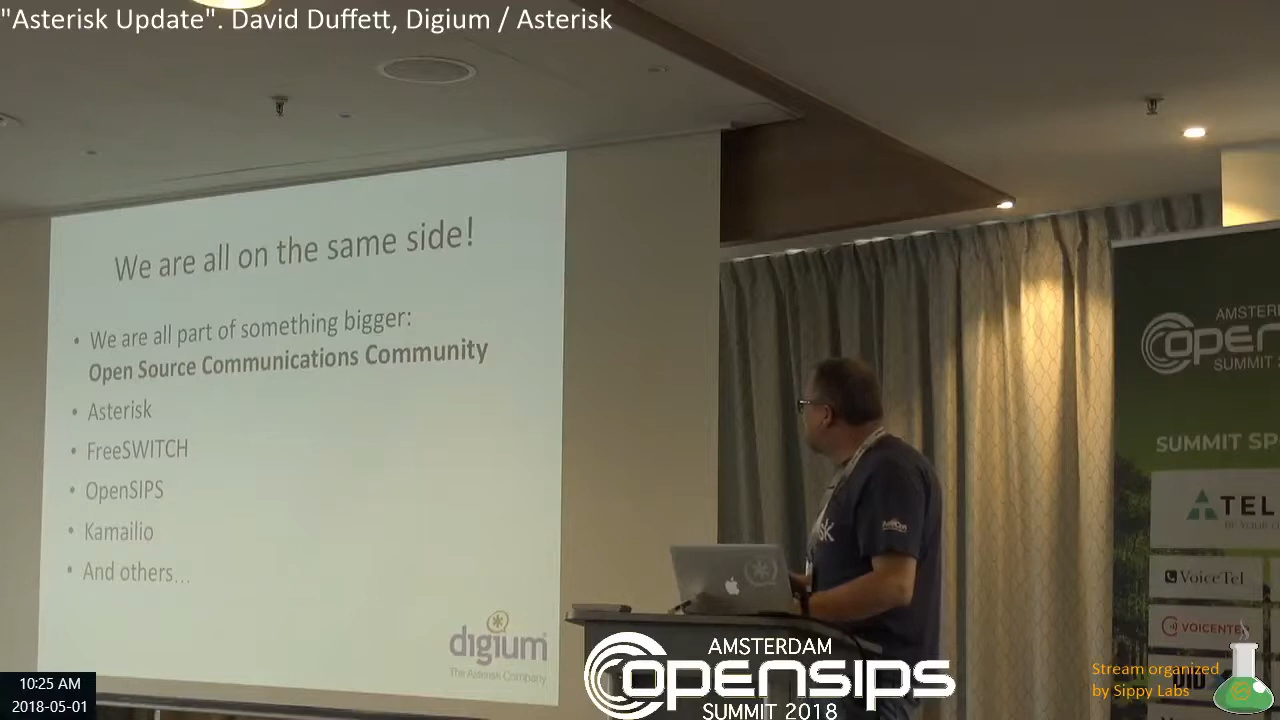 "Asterisk Update". David Duffett, Digium / Asterisk
We are all on the same side!
• We are all part of something bigger:
Open Source Communications Community
• Asterisk
• FreeSWITCH
• OpenSIPS
• Kamailio
• And others...
digium
The Asterisk Company
AMSTERDAM
OPENSIPS
SUMMIT 2018
SUMMIT SP
TEL
VoiceTel
VOICENTER
Stream organized
by Sippy Labs
10:25 AM
2018-05-01